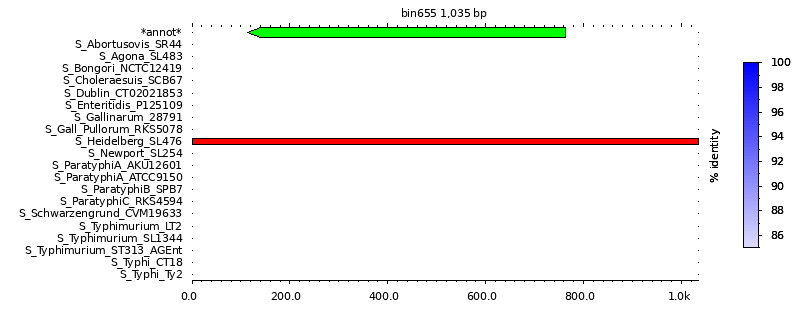 bin655 1,035 bp
*annot*
S_Abortusovis_SR44
S_Agona_SL483
S_Bongori_NCTC12419
S_Choleraesuis_SCB67
S_Dublin_CT02021853
S_Enteritidis_P125109
S_Gallinarum_28791
S_Gall_Pullorum_RKS5078
S_Heidelberg_SL476
S_Newport_SL254
S_ParatyphiA_AKU12601
S_ParatyphiA_ATCC9150
S_ParatyphiB_SPB7
S_ParatyphiC_RKS4594
S_Schwarzengrund_CVM19633
S_Typhimurium_LT2
S_Typhimurium_SL1344
S_Typhimurium_ST313_AGEnt
S_Typhi_CT18
S_Typhi_Ty2
0.0 200.0 400.0 600.0 800.0 1.0k
% identity
100
98
96
94
92
90
88
86